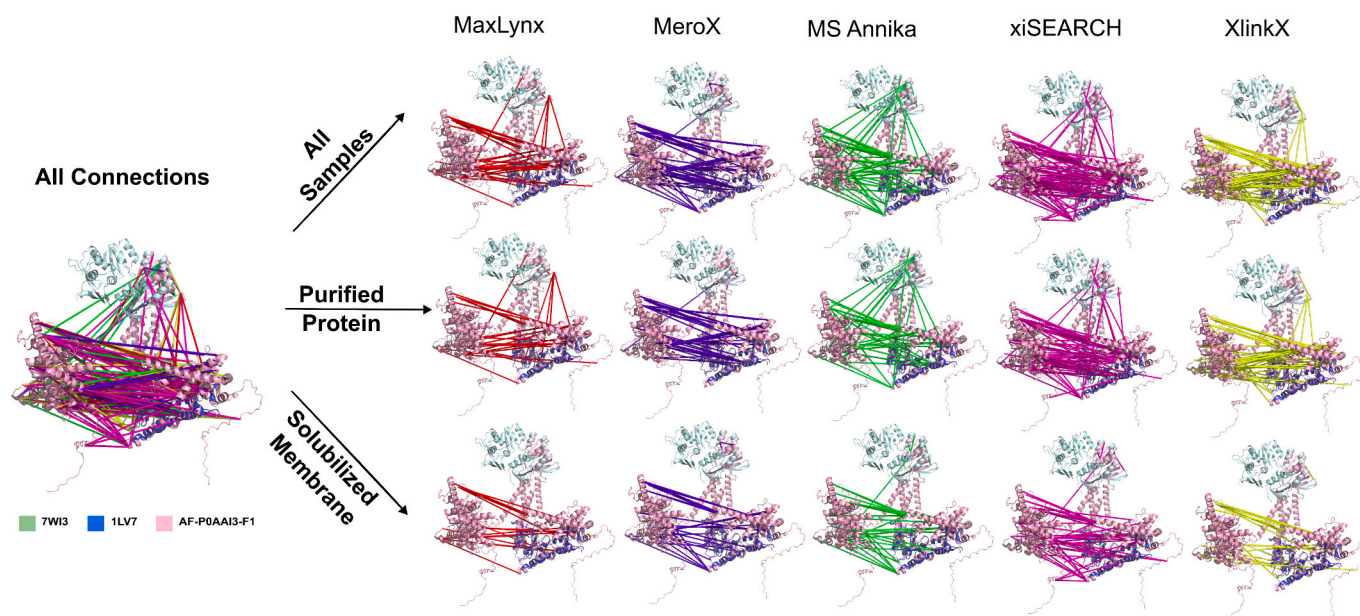 MaxLynx
MeroX
MS Annika
xiSEARCH
XlinkX
All Connections
All
Samples
Purified
Protein
Solubilized
Membrane
7WI3
1LV7
AF-P0AAI3-F1